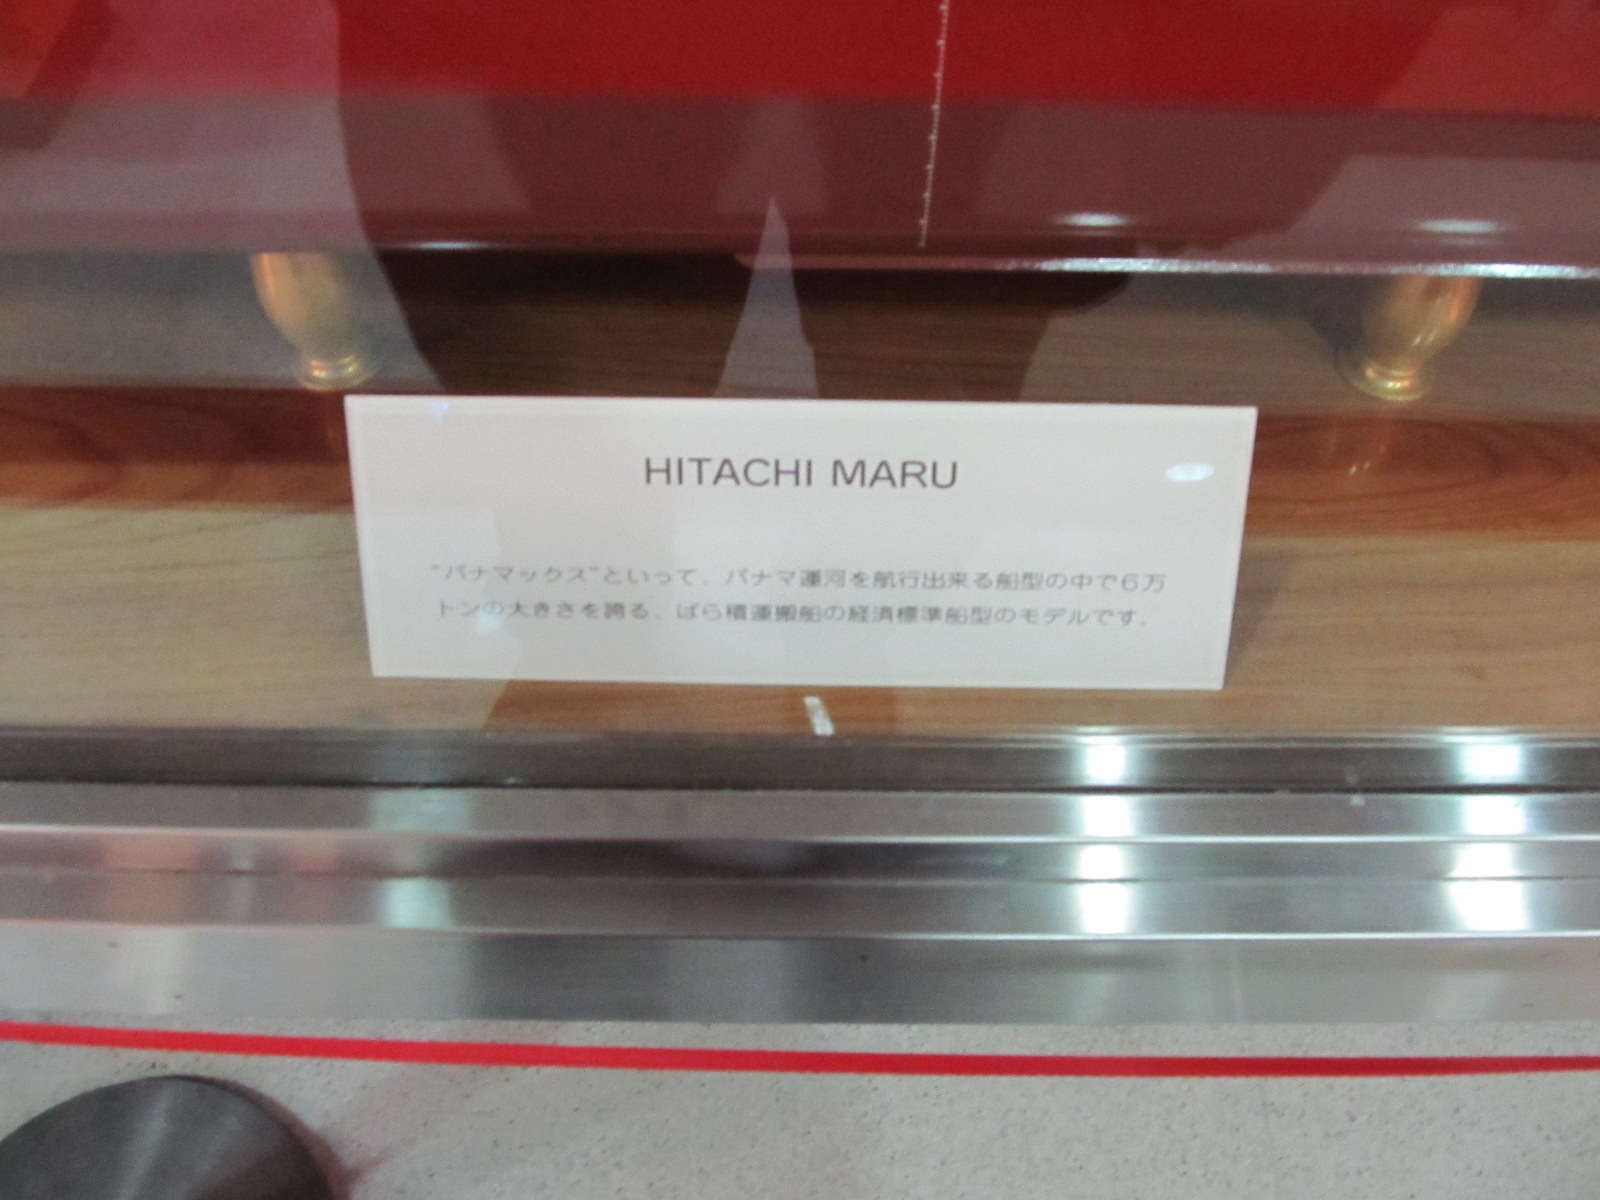 HITACHI MARU
"パナマックス"といって、パナマ運河を航行出来る船型の中で6万
トンの大きさを誇る、ばら積運搬船の経済標準船型のモデルです。